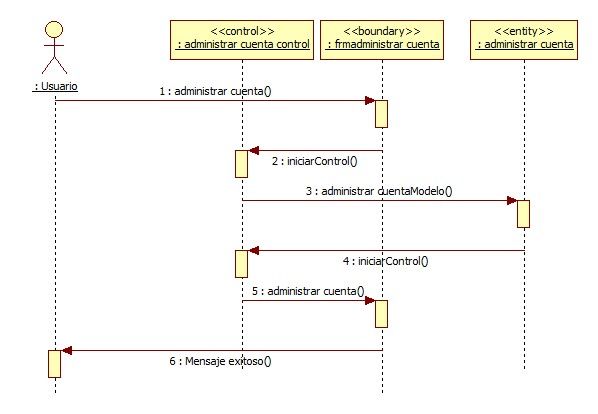 <<control>>
: administrar cuenta control
<<boundary>>
: frmadministrar cuenta
<<entity>>
: administrar cuenta
: Usuario
1 : administrar cuenta()
2 : iniciarControl()
3 : administrar cuentaModelo()
4 : iniciarControl()
5 : administrar cuenta()
6 : Mensaje exitoso()